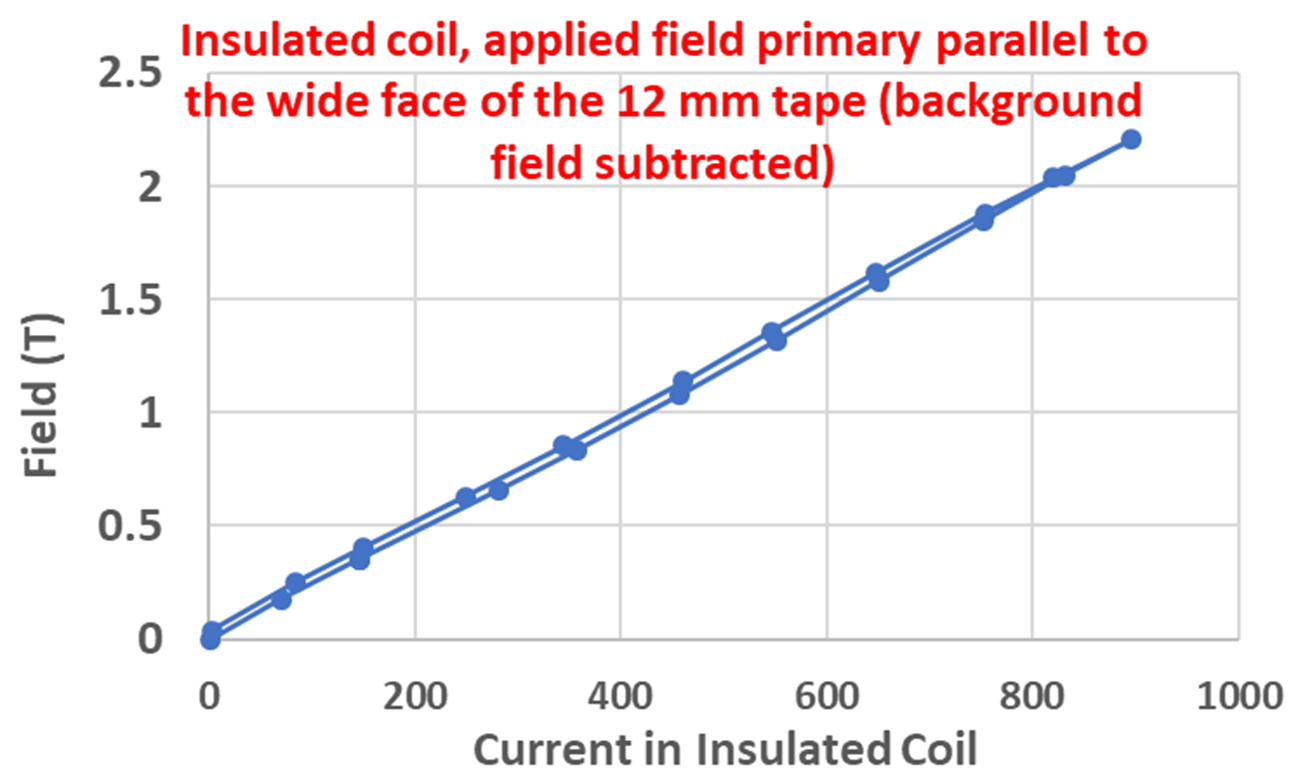 Insulated coil, applied field primary parallel to
the wide face of the 12 mm tape (background
field subtracted)
2.5
2
1.5
1
0.5
0
Field (T)
0 200 400 600 800 1000
Current in Insulated Coil